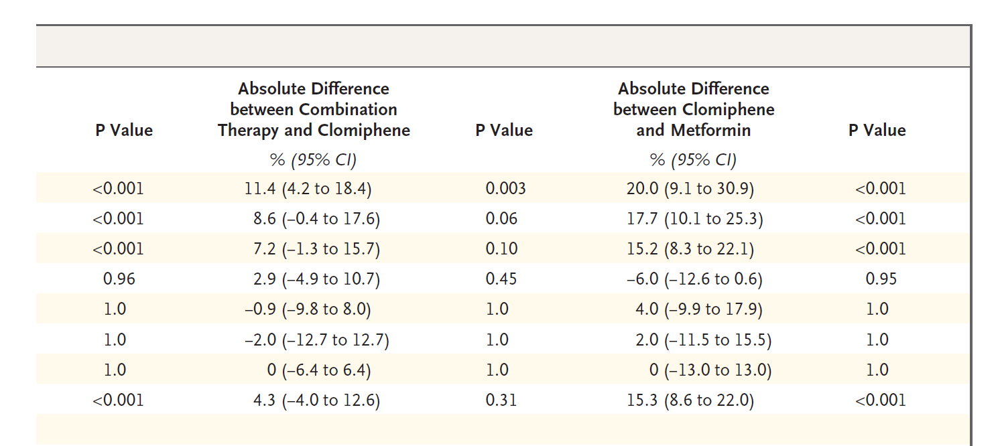 Absolute Difference Absolute Difference
between Combination between Clomiphene
P Value Therapy and Clomiphene P Value and Metformin P Value
% (95% CI) % (95% CI)
<0.001 11.4 (4.2 to 18.4) 0.003 20.0 (9.1 to 30.9) <0.001
<0.001 8.6 (–0.4 to 17.6) 0.06 17.7 (10.1 to 25.3) <0.001
<0.001 7.2 (–1.3 to 15.7) 0.10 15.2 (8.3 to 22.1) <0.001
0.96 2.9 (–4.9 to 10.7) 0.45 –6.0 (–12.6 to 0.6) 0.95
1.0 –0.9 (–9.8 to 8.0) 1.0 4.0 (–9.9 to 17.9) 1.0
1.0 –2.0 (–12.7 to 12.7) 1.0 2.0 (–11.5 to 15.5) 1.0
1.0 0 (–6.4 to 6.4) 1.0 0 (–13.0 to 13.0) 1.0
<0.001 4.3 (–4.0 to 12.6) 0.31 15.3 (8.6 to 22.0) <0.001